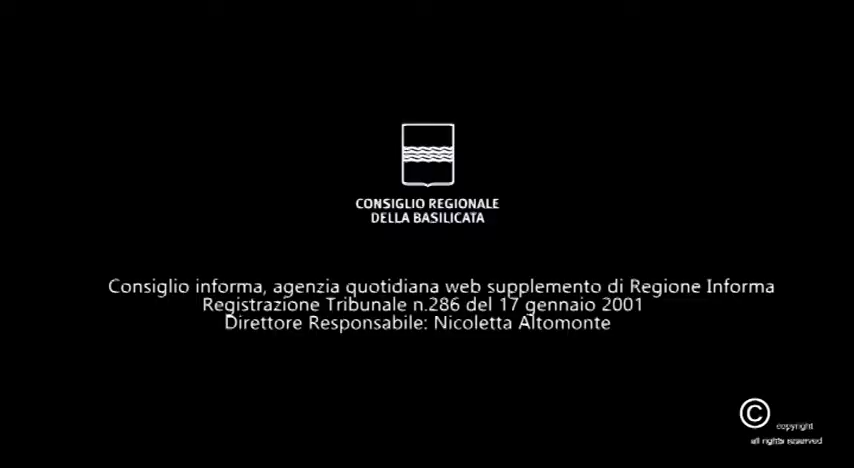 CONSIGLIO REGIONALE
DELLA BASILICATA
Consiglio informa, agenzia quotidiana web supplemento di Regione Informa
Registrazione Tribunale n.286 del 17 gennaio 2001
Direttore Responsabile: Nicoletta Altomonte
© copyright
all rights reserved